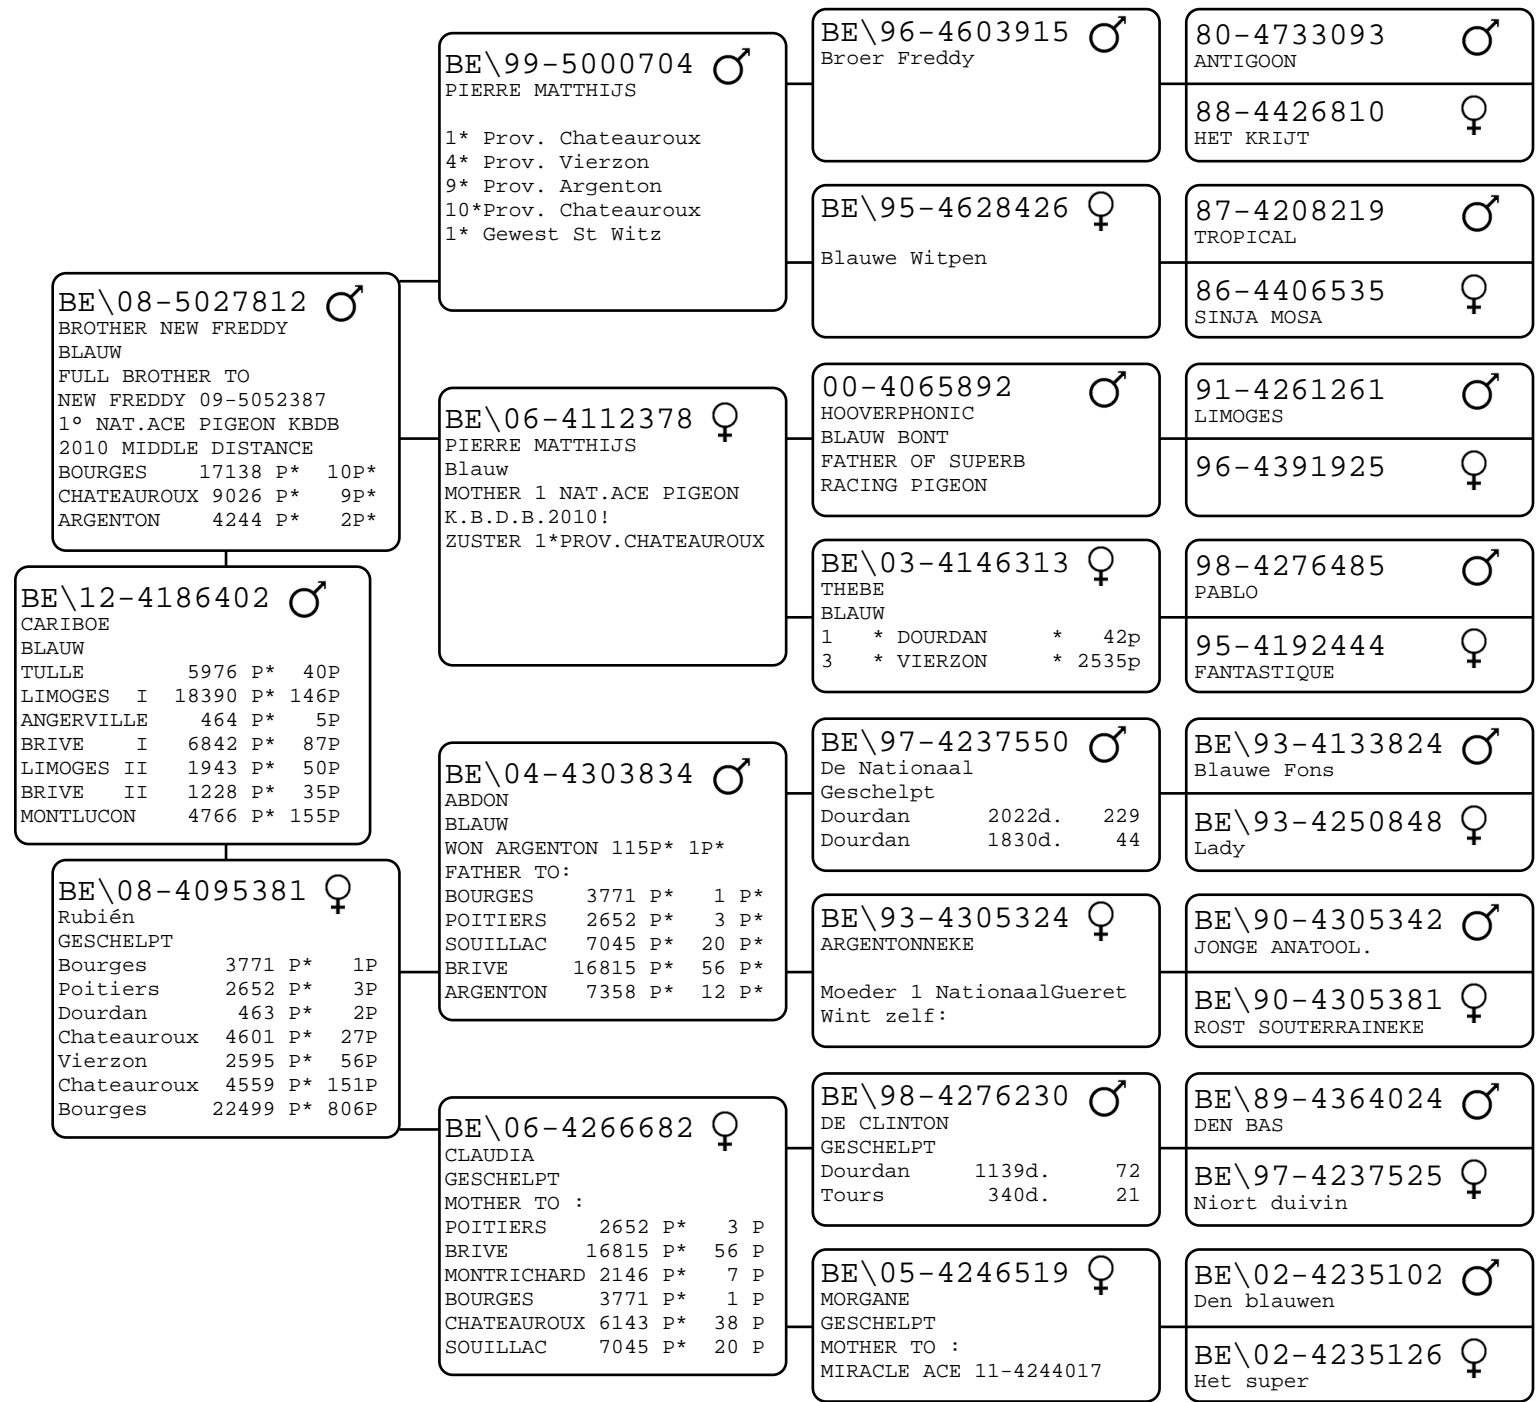 BE\12-4186402 ♂
CARIBOE
BLAUW
TULLE 5976 P* 40P
LIMOGES I 18390 P* 146P
ANGERVILLE 464 P* 5P
BRIVE I 6842 P* 87P
LIMOGES II 1943 P* 50P
BRIVE II 1228 P* 35P
MONTLUCON 4766 P* 155P
BE\08-5027812 ♂
BROTHER NEW FREDDY
BLAUW
FULL BROTHER TO
NEW FREDDY 09-5052387
1º NAT.ACE PIGEON KBDB
2010 MIDDLE DISTANCE
BOURGES 17138 P* 10P*
CHATEAUROUX 9026 P* 9P*
ARGENTON 4244 P* 2P*
BE\08-4095381 ♀
Rubién
GESCHELPT
Bourges 3771 P* 1P
Poitiers 2652 P* 3P
Dourdan 463 P* 2P
Chateauroux 4601 P* 27P
Vierzon 2595 P* 56P
Chateauroux 4559 P* 151P
Bourges 22499 P* 806P
BE\99-5000704 ♂
PIERRE MATTHIJS
1* Prov. Chateauroux
4* Prov. Vierzon
9* Prov. Argenton
10*Prov. Chateauroux
1* Gewest St Witz
BE\06-4112378 ♀
PIERRE MATTHIJS
Blauw
MOTHER 1 NAT.ACE PIGEON
K.B.D.B.2010!
ZUSTER 1*PROV.CHATEAUROUX
BE\04-4303834 ♂
ABDON
BLAUW
WON ARGENTON 115P* 1P*
FATHER TO:
BOURGES 3771 P* 1 P*
POITIERS 2652 P* 3 P*
SOUILLAC 7045 P* 20 P*
BRIVE 16815 P* 56 P*
ARGENTON 7358 P* 12 P*
BE\06-4266682 ♀
CLAUDIA
GESCHELPT
MOTHER TO :
POITIERS 2652 P* 3 P
BRIVE 16815 P* 56 P
MONTRICHARD 2146 P* 7 P
BOURGES 3771 P* 1 P
CHATEAUROUX 6143 P* 38 P
SOUILLAC 7045 P* 20 P
BE\96-4603915 ♂
Broer Freddy
BE\95-4628426 ♀
Blauwe Witpen
00-4065892 ♂
HOOVERPHONIC
BLAUW BONT
FATHER OF SUPERB
RACING PIGEON
BE\03-4146313 ♀
THEBE
BLAUW
1 * DOURDAN * 42p
3 * VIERZON * 2535p
BE\97-4237550 ♂
De Nationaal
Geschelpt
Dourdan 2022d. 229
Dourdan 1830d. 44
BE\93-4305324 ♀
ARGENTONNEKE
Moeder 1 NationaalGueret
Wint zelf:
BE\98-4276230 ♂
DE CLINTON
GESCHELPT
Dourdan 1139d. 72
Tours 340d. 21
BE\05-4246519 ♀
MORGANE
GESCHELPT
MOTHER TO :
MIRACLE ACE 11-4244017
80-4733093 ♂
ANTIGOON
88-4426810 ♀
HET KRIJT
87-4208219 ♂
TROPICAL
86-4406535 ♀
SINJA MOSA
91-4261261 ♂
LIMOGES
96-4391925 ♀
98-4276485 ♂
PABLO
95-4192444 ♀
FANTASTIQUE
BE\93-4133824 ♂
Blauwe Fons
BE\93-4250848 ♀
Lady
BE\90-4305342 ♂
JONGE ANATOOL.
BE\90-4305381 ♀
ROST SOUTERRAINEKE
BE\89-4364024 ♂
DEN BAS
BE\97-4237525 ♀
Niort duivin
BE\02-4235102 ♂
Den blauwen
BE\02-4235126 ♀
Het super